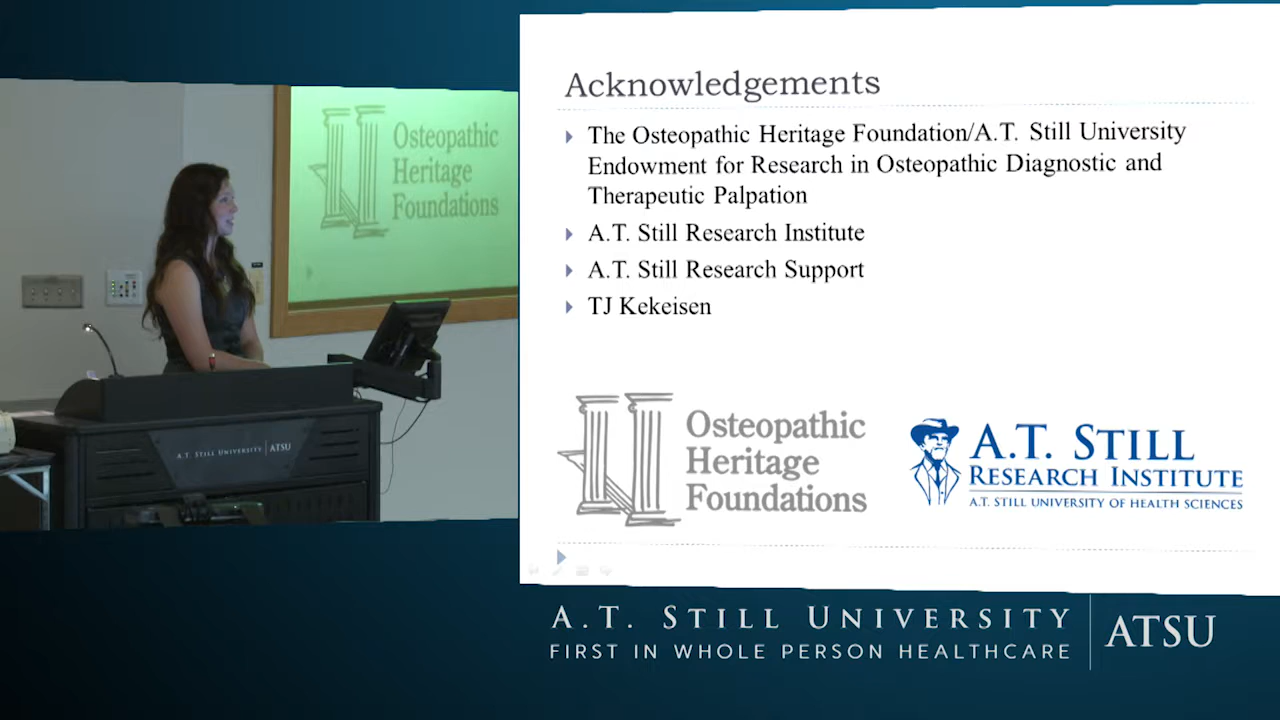 Osteopathic
Heritage
Foundations
A.T. STILL UNIVERSITY | ATSU
Acknowledgements
The Osteopathic Heritage Foundation/A.T. Still University
Endowment for Research in Osteopathic Diagnostic and
Therapeutic Palpation
A.T. Still Research Institute
A.T. Still Research Support
TJ Kekeisen
Osteopathic
Heritage
Foundations
A.T. STILL
RESEARCH INSTITUTE
A.T. STILL UNIVERSITY OF HEALTH SCIENCES
A.T. STILL UNIVERSITY
FIRST IN WHOLE PERSON HEALTHCARE
ATSU